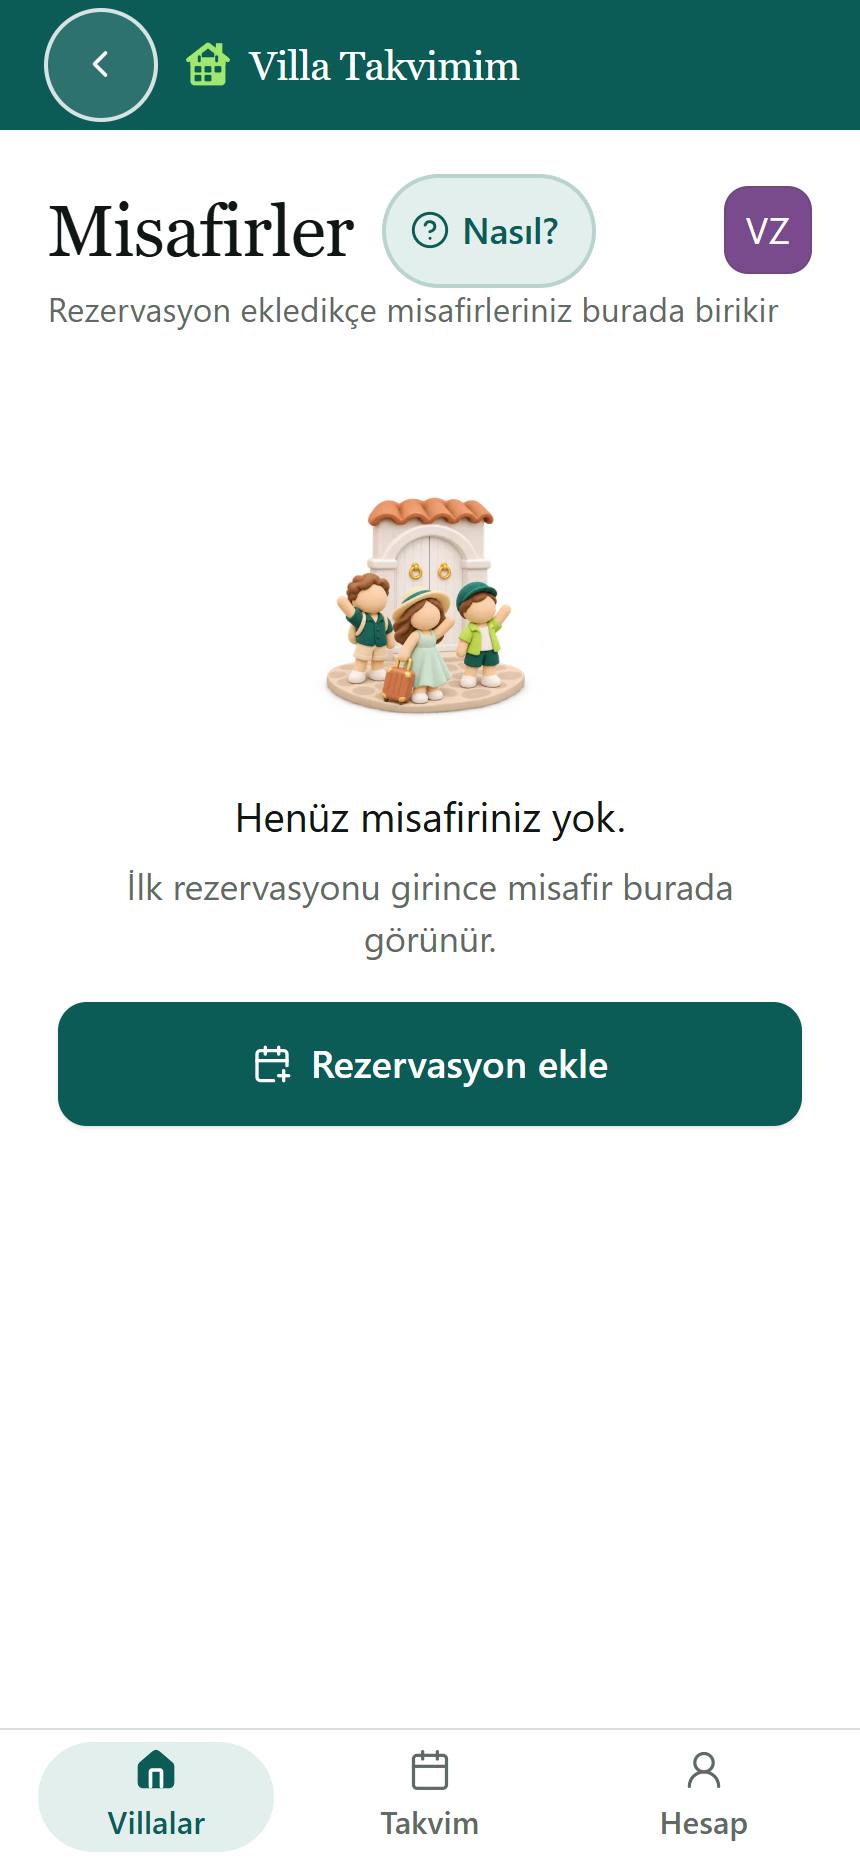 Villa Takvimim
Misafirler
Nasıl?
VZ
Rezervasyon ekledikçe misafirleriniz burada birikir
Henüz misafiriniz yok.
İlk rezervasyonu girince misafir burada
görünür.
Rezervasyon ekle
Villalar
Takvim
Hesap